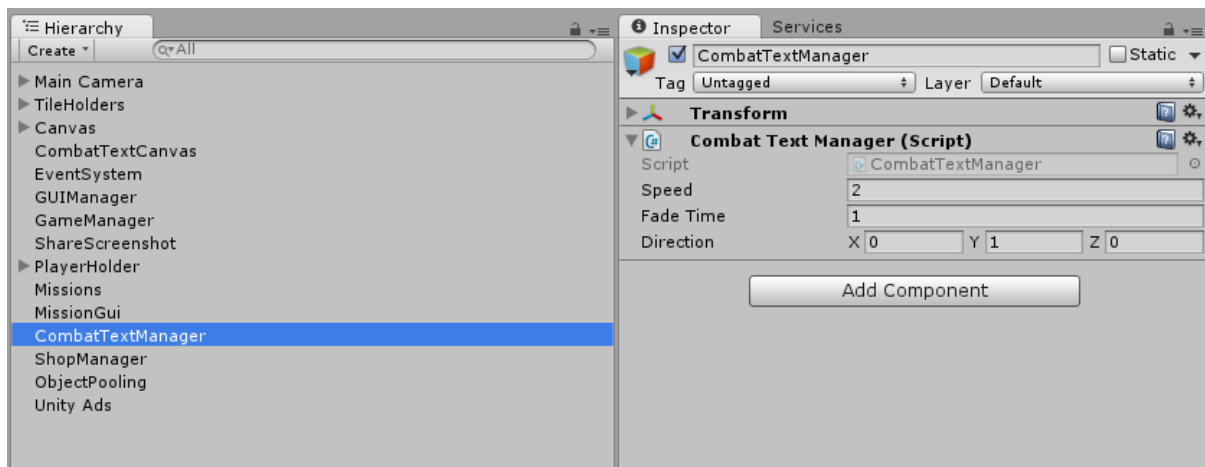 Hierarchy
Create All
Main Camera
TileHolders
Canvas
CombatTextCanvas
EventSystem
GUIManager
GameManager
ShareScreenshot
PlayerHolder
Missions
MissionGui
CombatTextManager
ShopManager
ObjectPooling
Unity Ads
Inspector Services
CombatTextManager Static
Tag Untagged Layer Default
Transform
C# Combat Text Manager (Script)
Script CombatTextManager
Speed 2
Fade Time 1
Direction X 0 Y 1 Z 0
Add Component